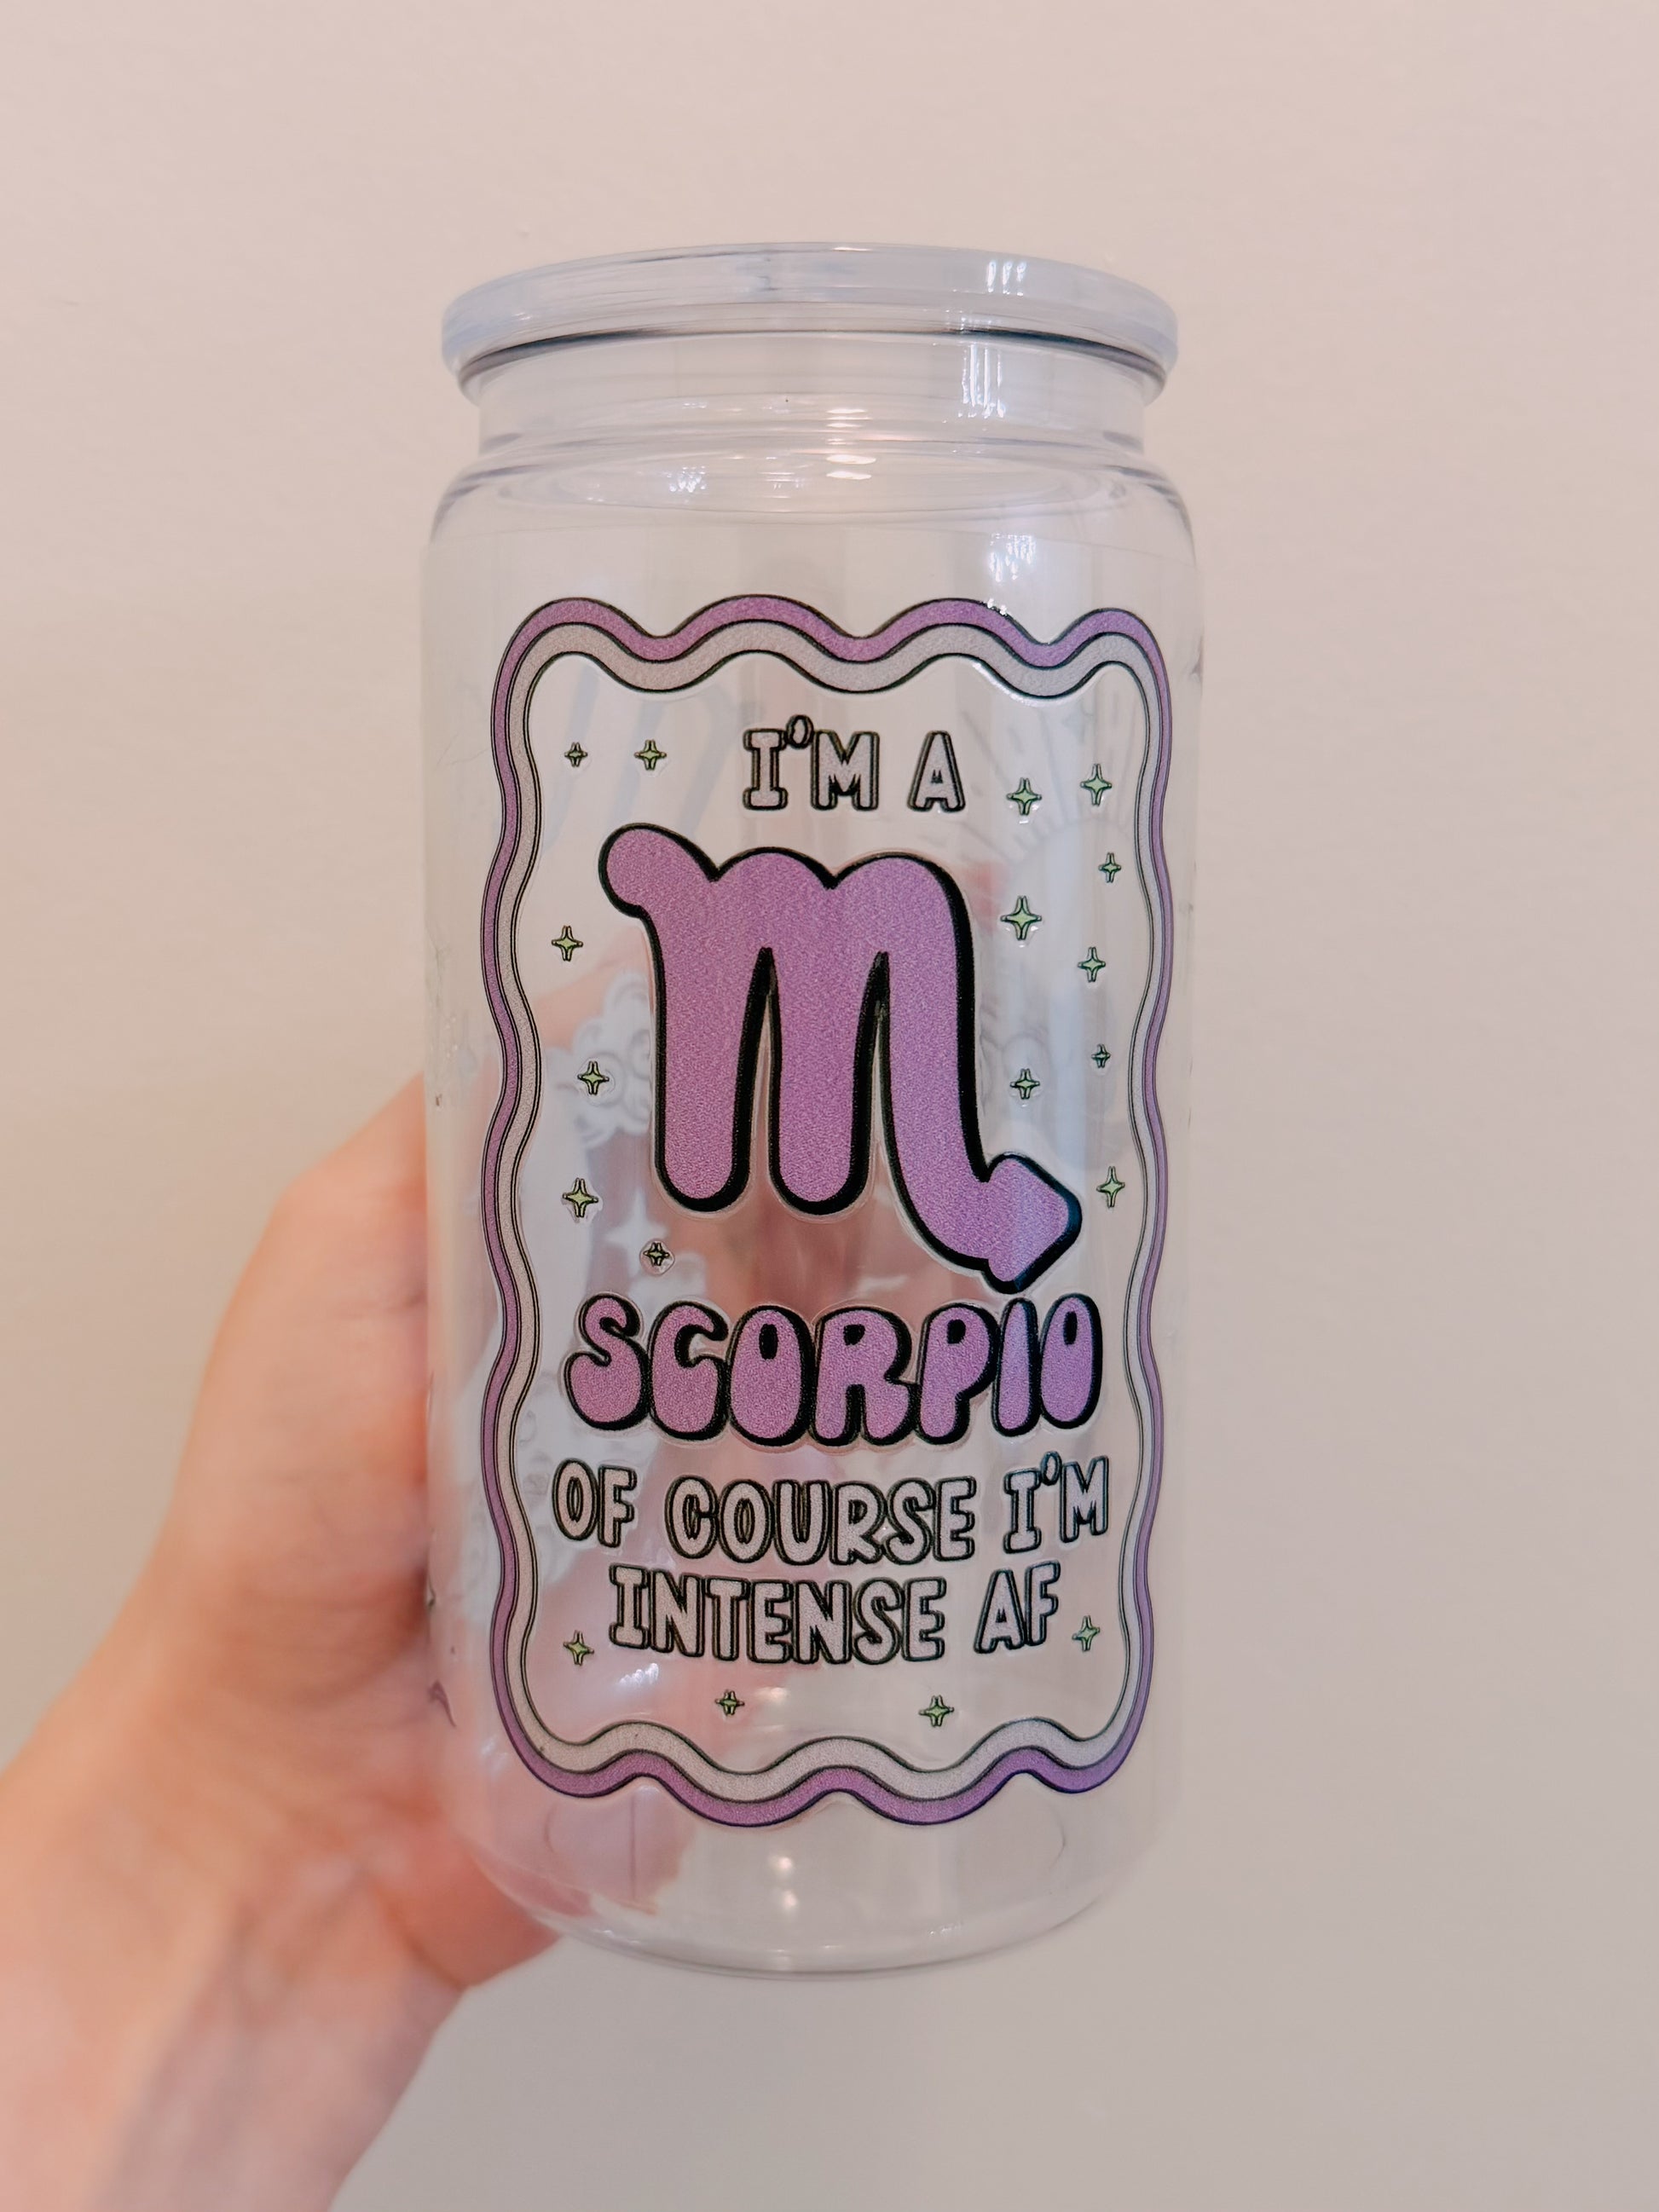 I'M A
SCORPIO
OF COURSE I'M
INTENSE AF